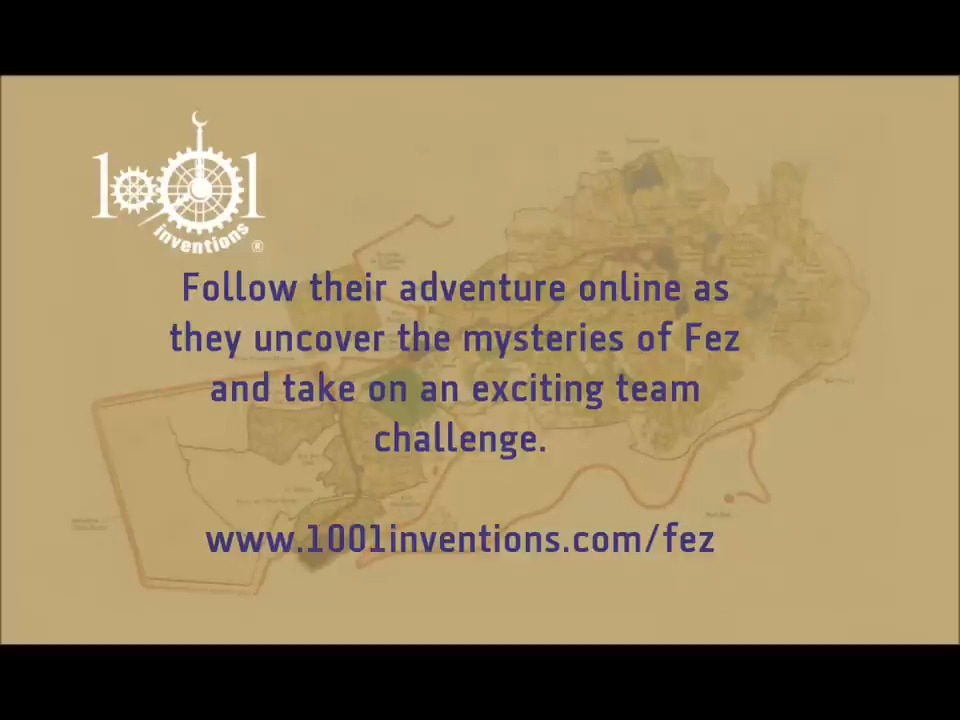 1001
inventions
®
Follow their adventure online as
they uncover the mysteries of Fez
and take on an exciting team
challenge.
www.1001inventions.com/fez